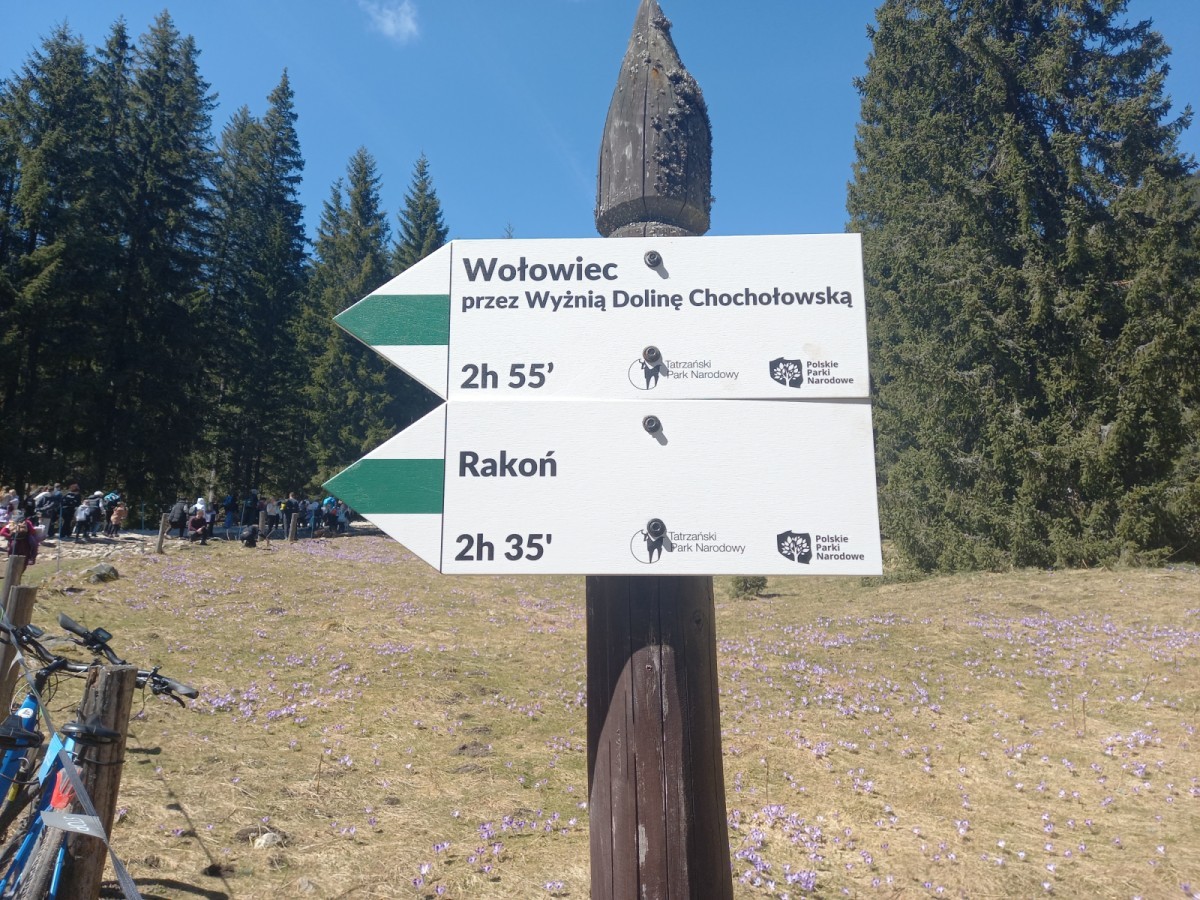 Wołowiec
przez Wyżnią Dolinę Chochołowską
2h 55’
Tatrzański
Park Narodowy
Polskie
Parki
Narodowe
Rakoń
2h 35'
Tatrzański
Park Narodowy
Polskie
Parki
Narodowe